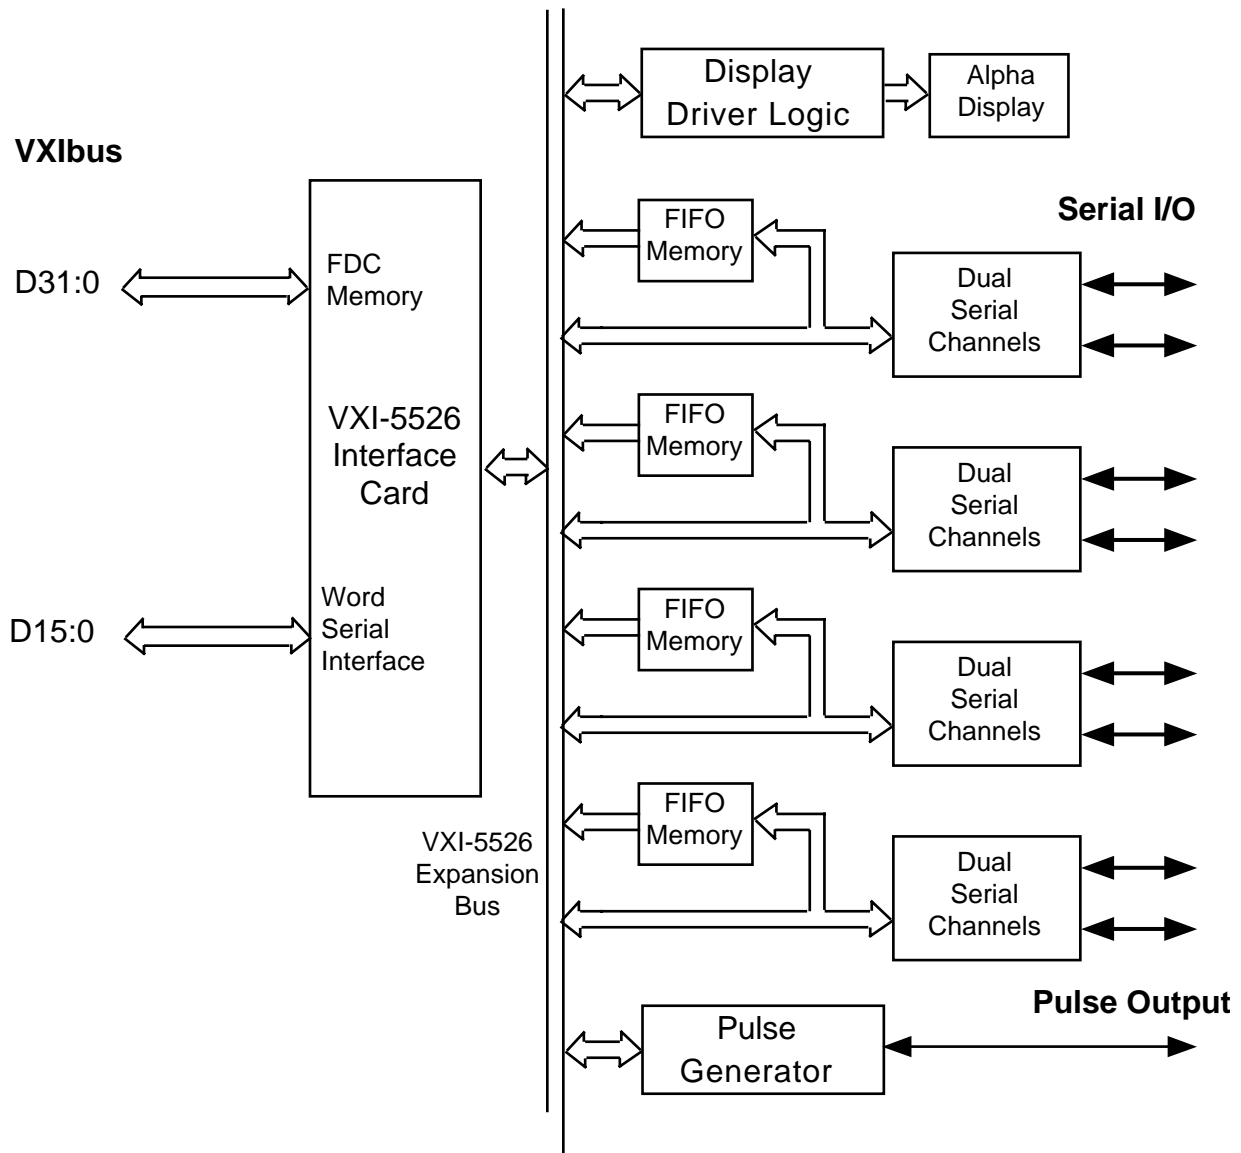 Display
Driver Logic
Alpha
Display
VXIbus
D31:0
FDC
Memory
VXI-5526
Interface
Card
D15:0
Word
Serial
Interface
VXI-5526
Expansion
Bus
Serial I/O
FIFO
Memory
Dual
Serial
Channels
FIFO
Memory
Dual
Serial
Channels
FIFO
Memory
Dual
Serial
Channels
FIFO
Memory
Dual
Serial
Channels
Pulse Output
Pulse
Generator